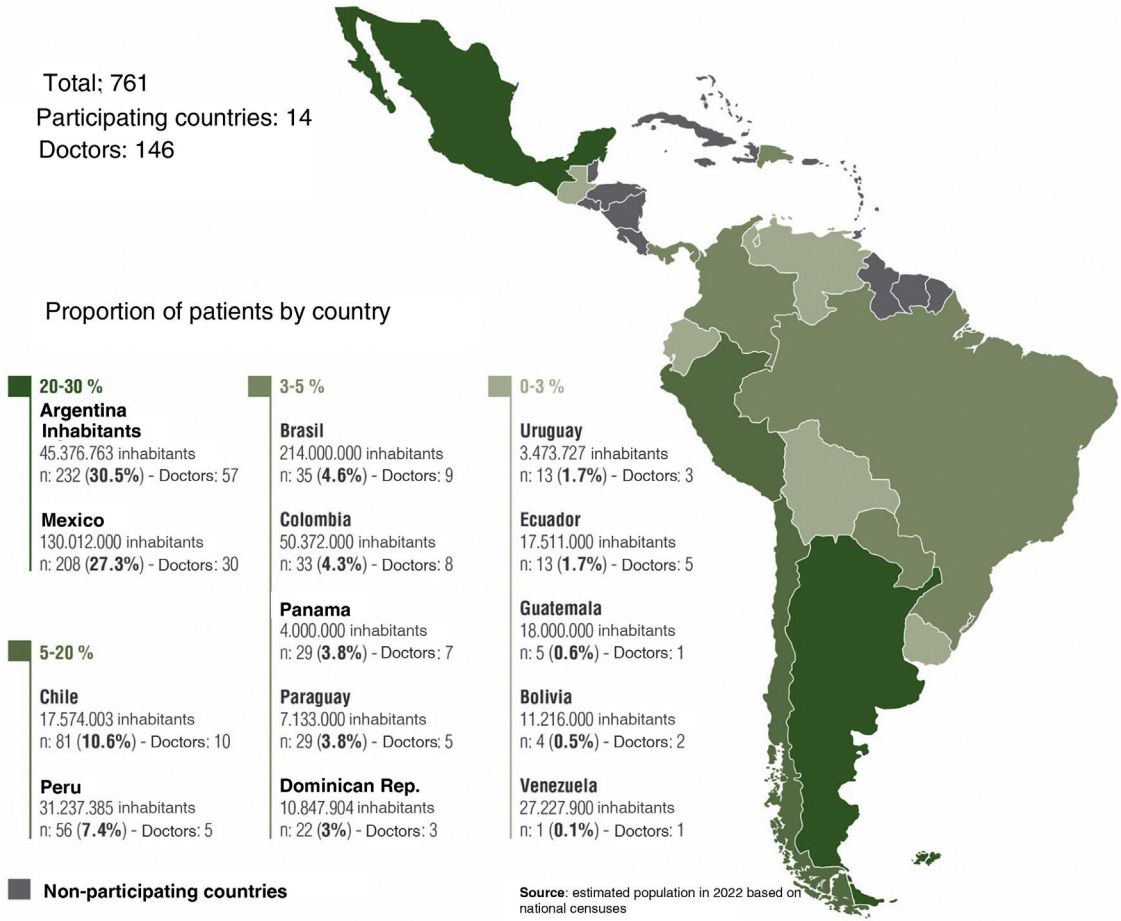 Total; 761
Participating countries: 14
Doctors: 146
Proportion of patients by country
20-30 %
Argentina
Inhabitants
45.376.763 inhabitants
n: 232 (30.5%) - Doctors: 57
Mexico
130.012.000 inhabitants
n: 208 (27.3%) - Doctors: 30
5-20 %
Chile
17.574.003 inhabitants
n: 81 (10.6%) - Doctors: 10
Peru
31.237.385 inhabitants
n: 56 (7.4%) - Doctors: 5
3-5 %
Brasil
214.000.000 inhabitants
n: 35 (4.6%) - Doctors: 9
Colombia
50.372.000 inhabitants
n: 33 (4.3%) - Doctors: 8
Panama
4.000.000 inhabitants
n: 29 (3.8%) - Doctors: 7
Paraguay
7.133.000 inhabitants
n: 29 (3.8%) - Doctors: 5
Dominican Rep.
10.847.904 inhabitants
n: 22 (3%) - Doctors: 3
0-3 %
Uruguay
3.473.727 inhabitants
n: 13 (1.7%) - Doctors: 3
Ecuador
17.511.000 inhabitants
n: 13 (1.7%) - Doctors: 5
Guatemala
18.000.000 inhabitants
n: 5 (0.6%) - Doctors: 1
Bolivia
11.216.000 inhabitants
n: 4 (0.5%) - Doctors: 2
Venezuela
27.227.900 inhabitants
n: 1 (0.1%) - Doctors: 1
Non-participating countries
Source: estimated population in 2022 based on
national censuses